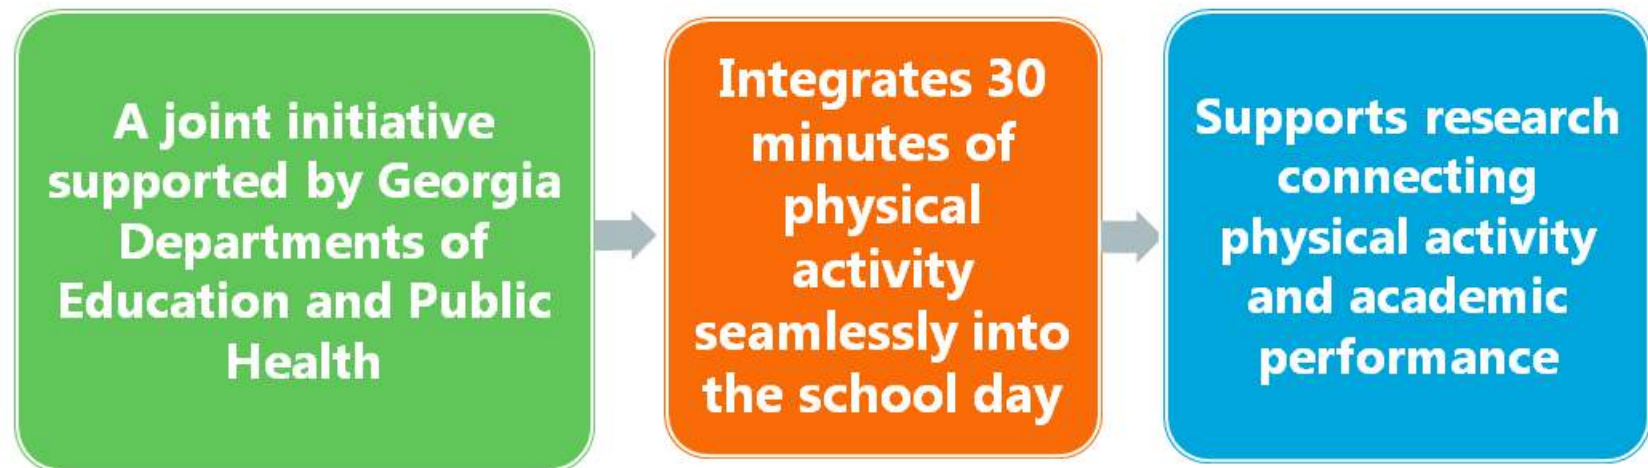 A joint initiative
supported by Georgia
Departments of
Education and Public
Health
Integrates 30
minutes of
physical
activity
seamlessly into
the school day
Supports research
connecting
physical activity
and academic
performance